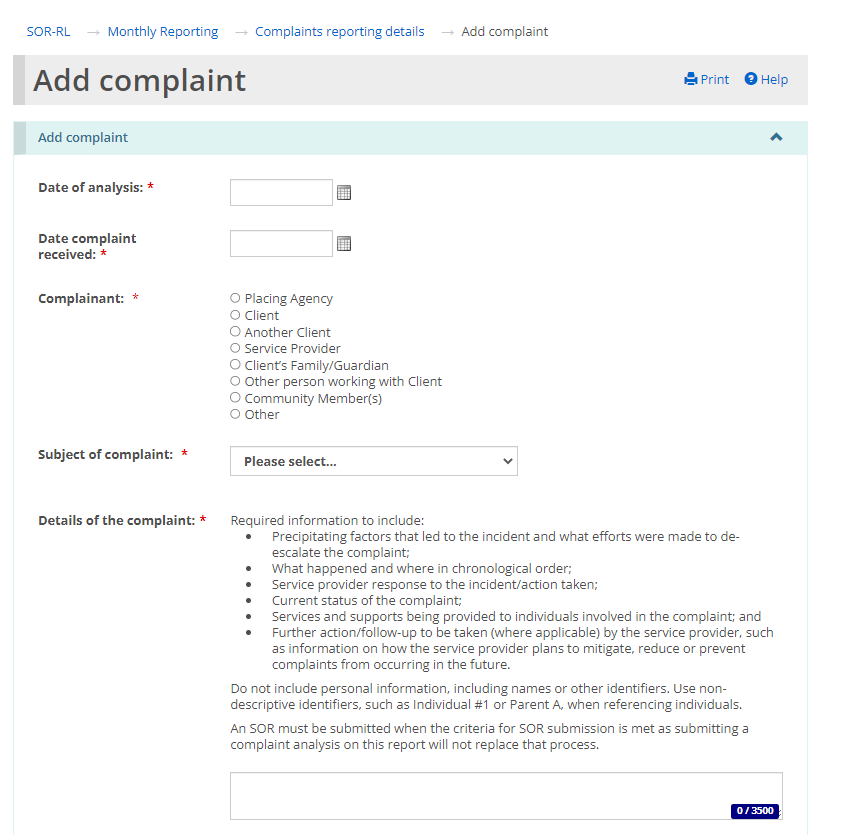 SOR-RL → Monthly Reporting → Complaints reporting details → Add complaint
Add complaint
Print Help
Add complaint
Date of analysis: *
Date complaint
received: *
Complainant: *
Placing Agency
Client
Another Client
Service Provider
Client's Family/Guardian
Other person working with Client
Community Member(s)
Other
Subject of complaint: *
Please select...
Details of the complaint: *
Required information to include:
• Precipitating factors that led to the incident and what efforts were made to de-
escalate the complaint;
• What happened and where in chronological order;
• Service provider response to the incident/action taken;
• Current status of the complaint;
• Services and supports being provided to individuals involved in the complaint; and
• Further action/follow-up to be taken (where applicable) by the service provider, such
as information on how the service provider plans to mitigate, reduce or prevent
complaints from occurring in the future.
Do not include personal information, including names or other identifiers. Use non-
descriptive identifiers, such as Individual #1 or Parent A, when referencing individuals.
An SOR must be submitted when the criteria for SOR submission is met as submitting a
complaint analysis on this report will not replace that process.
0 / 3500